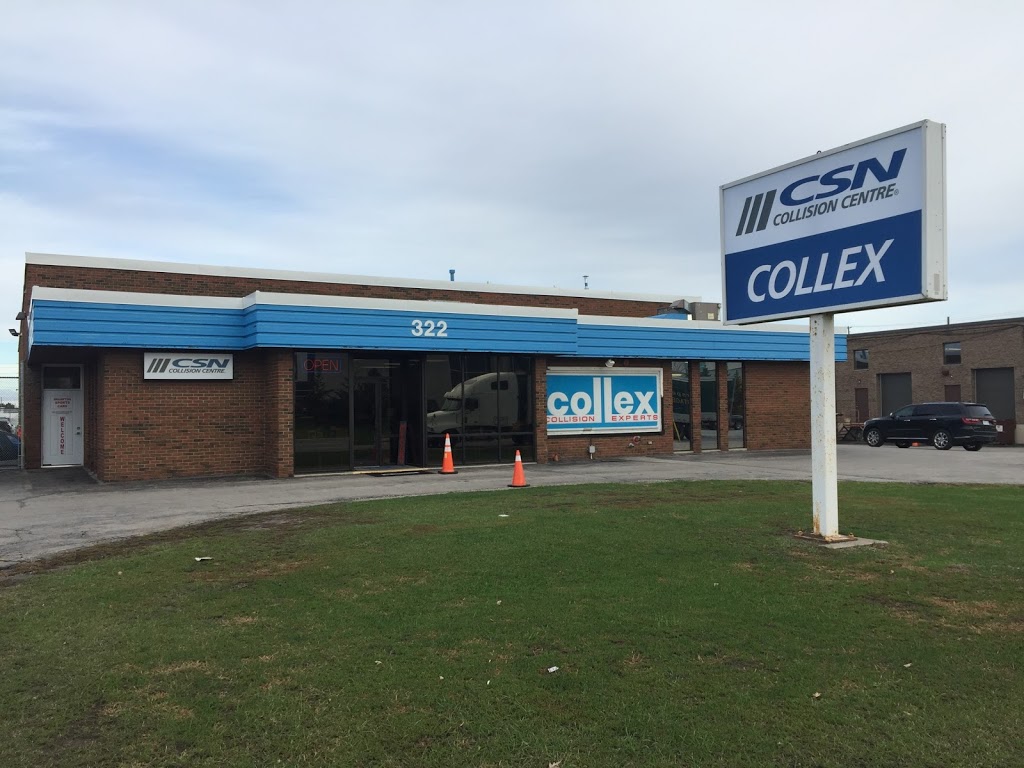 CSN
COLLISION CENTRE®
COLLEX
322
CSN
COLLISION CENTRE
OPEN
collex
COLLISION EXPERTS
WELCOME